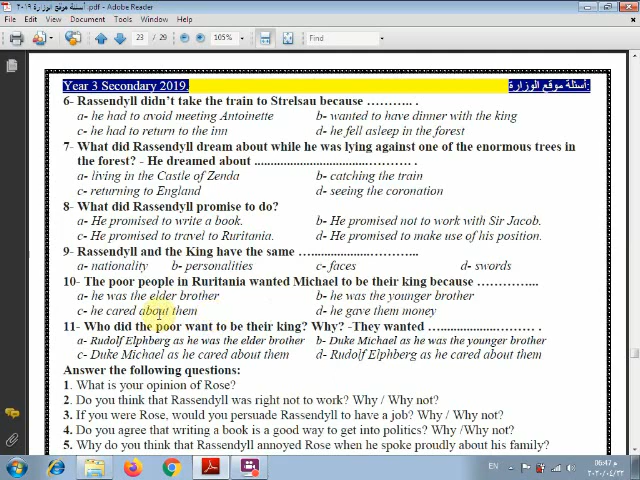 أسئلة موقع الوزارة ٢٠١٩.pdf - Adobe Reader
File Edit View Document Tools Window Help
23 / 29 105% Find
Year 3 Secondary 2019. أسئلة موقع الوزارة:
6- Rassendyll didn't take the train to Strelsau because ………. .
a- he had to avoid meeting Antoinette b- wanted to have dinner with the king
c- he had to return to the inn d- he fell asleep in the forest
7- What did Rassendyll dream about while he was lying against one of the enormous trees in
the forest? - He dreamed about ................................………. .
a- living in the Castle of Zenda b- catching the train
c- returning to England d- seeing the coronation
8- What did Rassendyll promise to do?
a- He promised to write a book. b- He promised not to work with Sir Jacob.
c- He promised to travel to Ruritania. d- He promised to make use of his position.
9- Rassendyll and the King have the same …...................………..
a- nationality b- personalities c- faces d- swords
10- The poor people in Ruritania wanted Michael to be their king because …………..
a- he was the elder brother b- he was the younger brother
c- he cared about them d- he gave them money
11- Who did the poor want to be their king? Why? -They wanted …....................………. .
a- Rudolf Elphberg as he was the elder brother b- Duke Michael as he was the younger brother
c- Duke Michael as he cared about them d- Rudolf Elphberg as he cared about them
Answer the following questions:
1. What is your opinion of Rose?
2. Do you think that Rassendyll was right not to work? Why / Why not?
3. If you were Rose, would you persuade Rassendyll to have a job? Why / Why not?
4. Do you agree that writing a book is a good way to get into politics? Why /Why not?
5. Why do you think that Rassendyll annoyed Rose when he spoke proudly about his family?
EN 06:47 م
٢٠٢٠/٠٤/٢٢